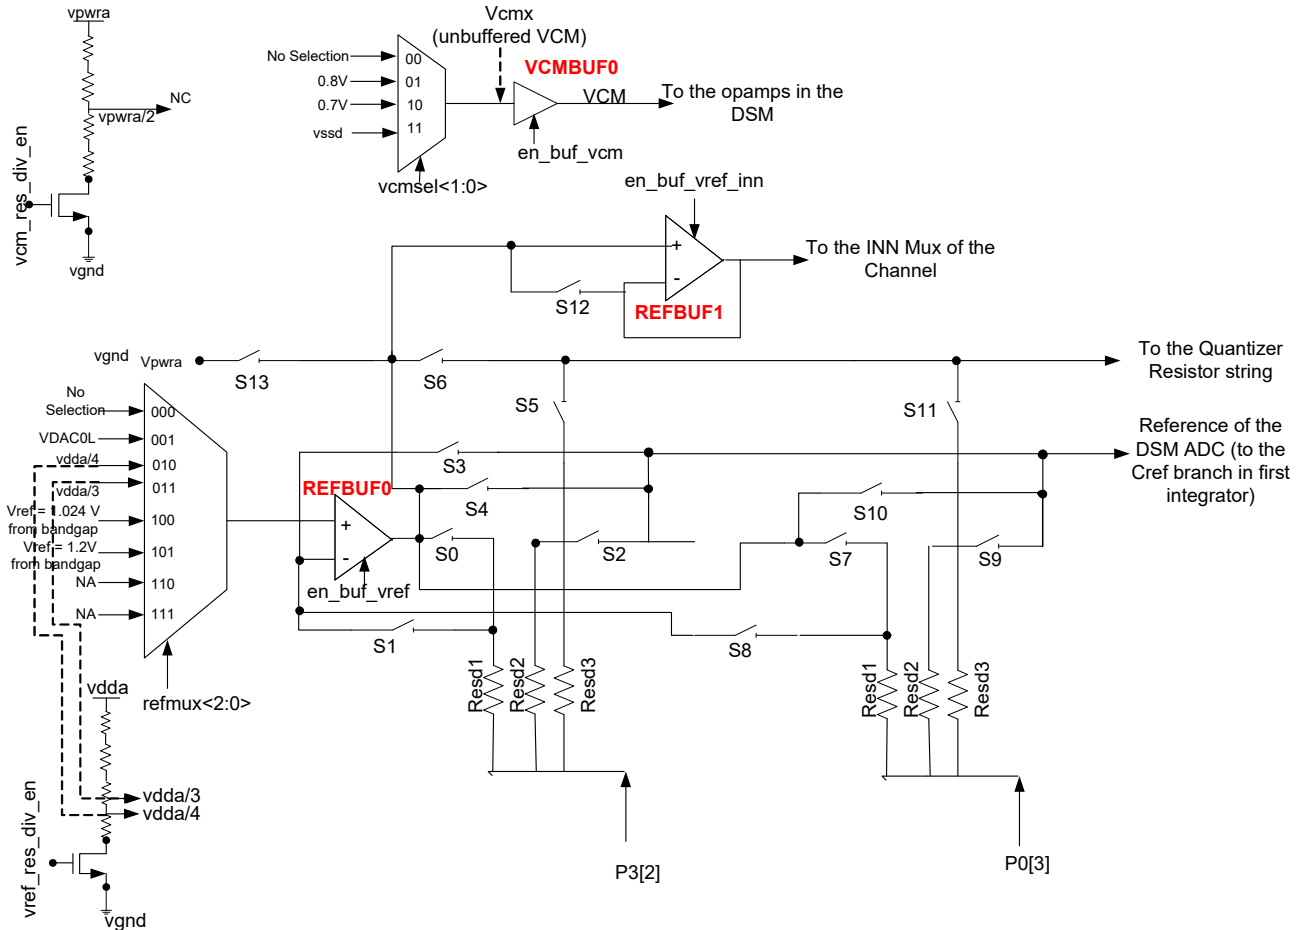 vpwra
NC
vpwra/2
vcm_res_div_en
vgnd
Vcmx
(unbuffered VCM)
VCMBUF0
No Selection
00
0.8V
01
0.7V
10
vssd
11
VCM
To the opamps in the
DSM
en_buf_vcm
vcmsel<1:0>
en_buf_vref_inn
+
-
To the INN Mux of the
Channel
S12
REFBUF1
vgnd
Vpwra
S13
S6
To the Quantizer
Resistor string
S5
S11
No
Selection
000
VDAC0L
001
vdda/4
010
vdda/3
011
Vref = 1.024 V
from bandgap
100
Vref = 1.2V
from bandgap
101
NA
110
NA
111
refmux<2:0>
REFBUF0
+
-
en_buf_vref
S3
S4
S0
S2
S1
S10
S7
S9
S8
Reference of the
DSM ADC (to the
Cref branch in first
integrator)
Resd1
Resd2
Resd3
Resd1
Resd2
Resd3
P3[2]
P0[3]
vdda
vdda/3
vdda/4
vref_res_div_en
vgnd